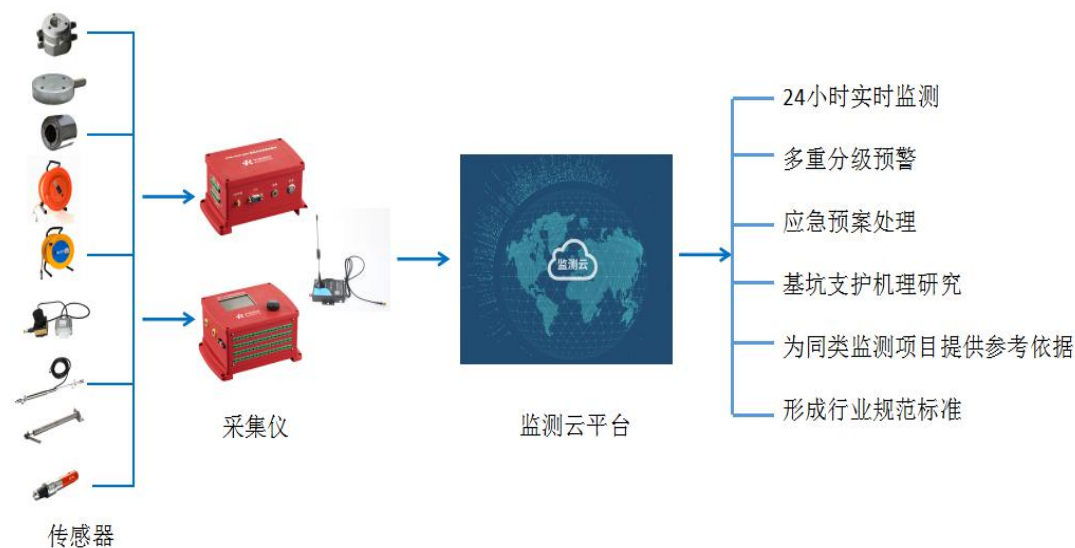 24小时实时监测
多重分级预警
应急预案处理
监测云
基坑支护机理研究
为同类监测项目提供参考依据
形成行业规范标准
采集仪
监测云平台
传感器